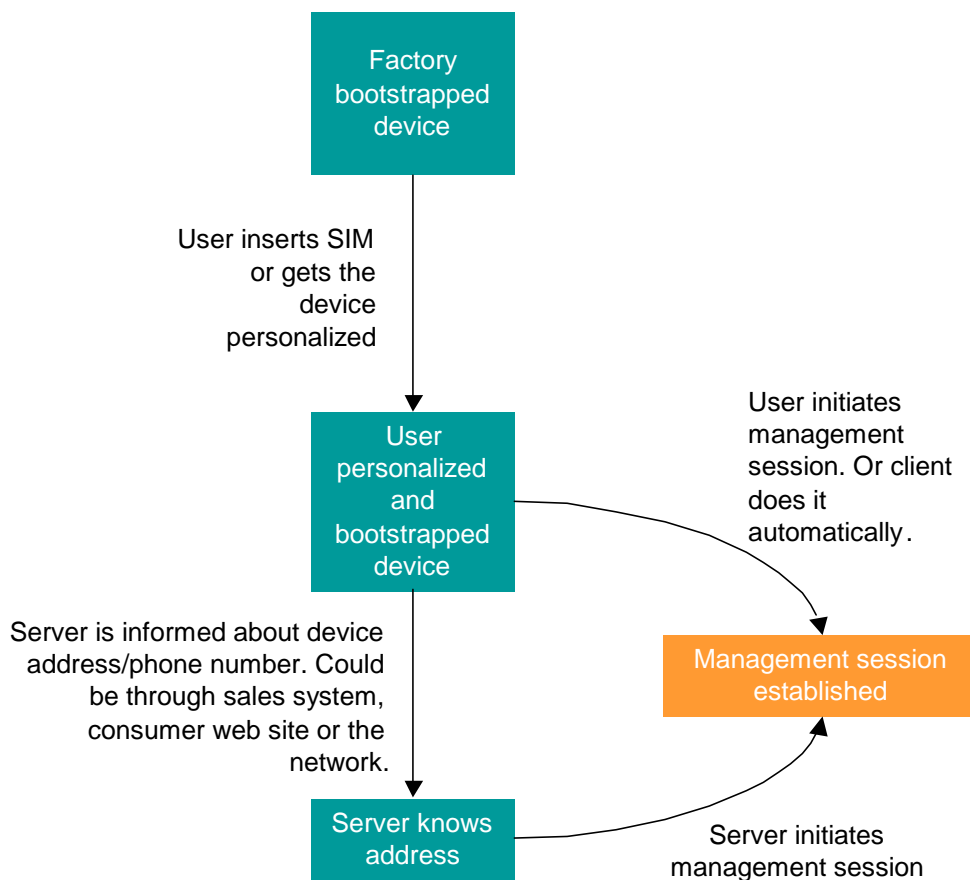 Factory
bootstrapped
device
User inserts SIM
or gets the
device
personalized
User
personalized
and
bootstrapped
device
User initiates
management
session. Or client
does it
automatically.
Server is informed about device
address/phone number. Could
be through sales system,
consumer web site or the
network.
Management session
established
Server knows
address
Server initiates
management session